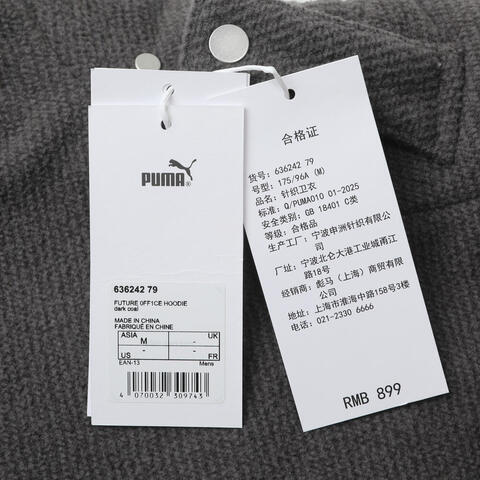 PUMA®
636242 79
FUTURE 0FF1CE HOODIE
dark coal
MADE IN CHINA
FABRIQUÉ EN CHINE
ASIA M - UK
US - - FR
EAN-13 Mens
4 070032 309743
合格证
货号: 636242 79
号型: 175/96A (M)
品名: 针织卫衣
标准: Q/PUMA010 01-2025
安全类别: GB 18401 C类
等级: 合格品
生产工厂: 宁波申洲针织有限公
司
厂址: 宁波北仑大港工业城甬江
路18号
经销商: 彪马（上海）商贸有限
公司
地址: 上海市淮海中路158号3楼
电话: 021-2330 6666
RMB 899